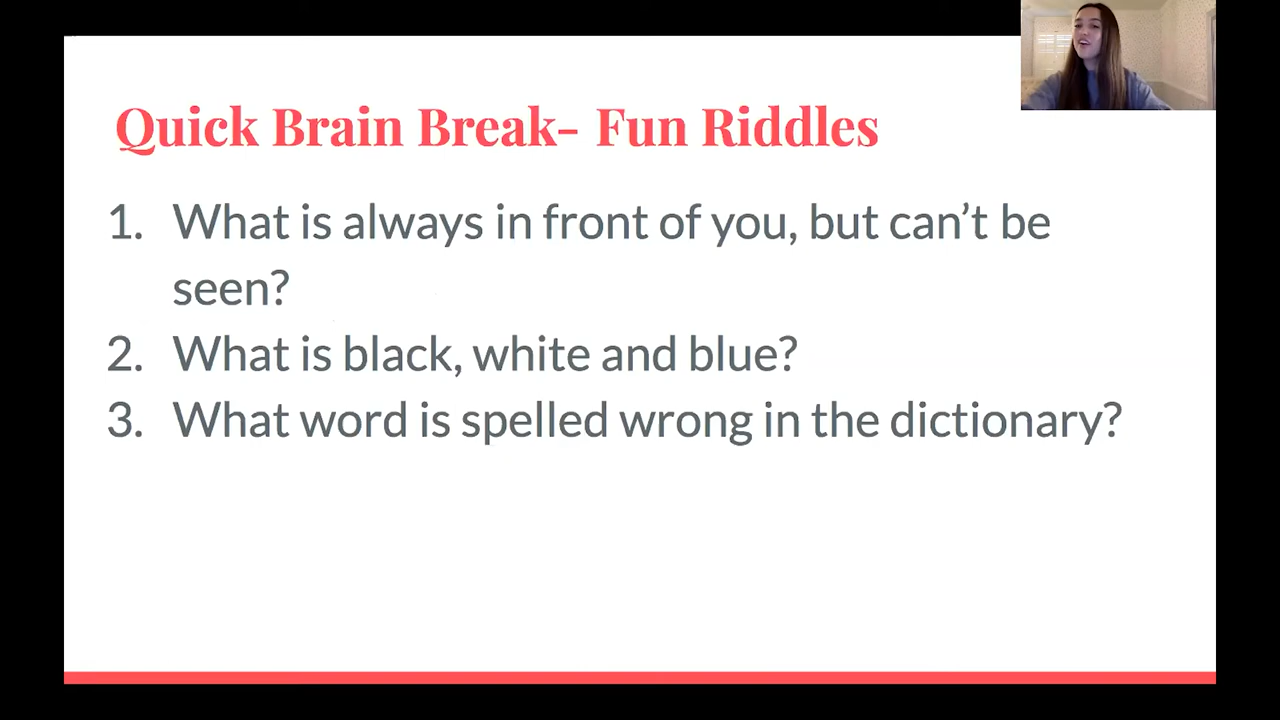 Quick Brain Break- Fun Riddles
1. What is always in front of you, but can’t be
seen?
2. What is black, white and blue?
3. What word is spelled wrong in the dictionary?